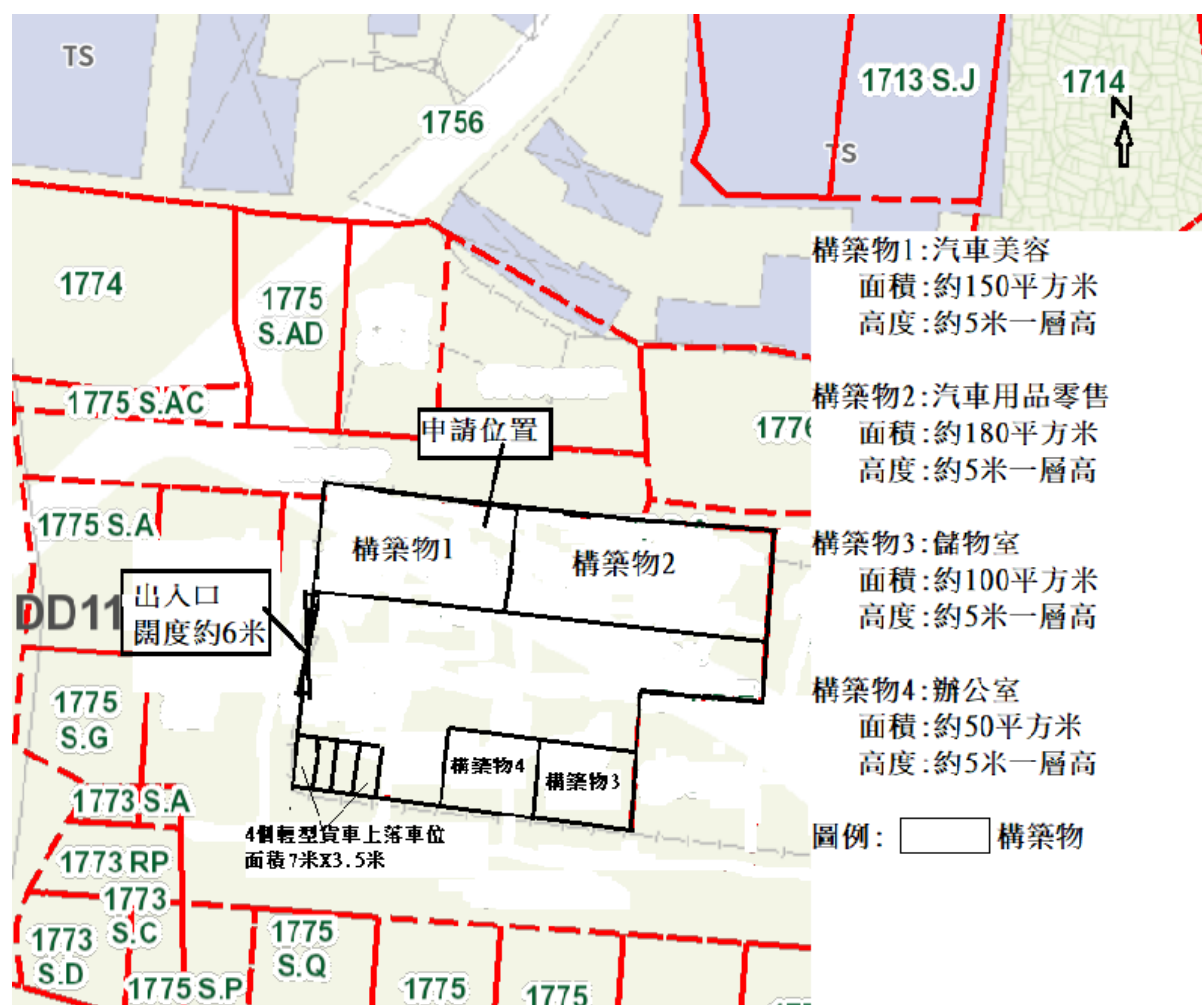 TS
1713 S.J
1714
1756
N
TS
構築物1:汽車美容
面積:約150平方米
高度:約5米一層高
1774
1775
S.AD
構築物2:汽車用品零售
面積:約180平方米
高度:約5米一層高
1775 S.AC
申請位置
1776
1775 S.A
構築物1
構築物2
構築物3:儲物室
面積:約100平方米
高度:約5米一層高
出入口
闊度約6米
DD11
1775
S.G
構築物4:辦公室
面積:約50平方米
高度:約5米一層高
構築物4
構築物3
1773 S.A
4個輕型貨車上落車位
面積7米X3.5米
圖例:
構築物
1773 RP
1773
S.C
1773
S.D
1775
S.Q
1775 S.P
1775
1775